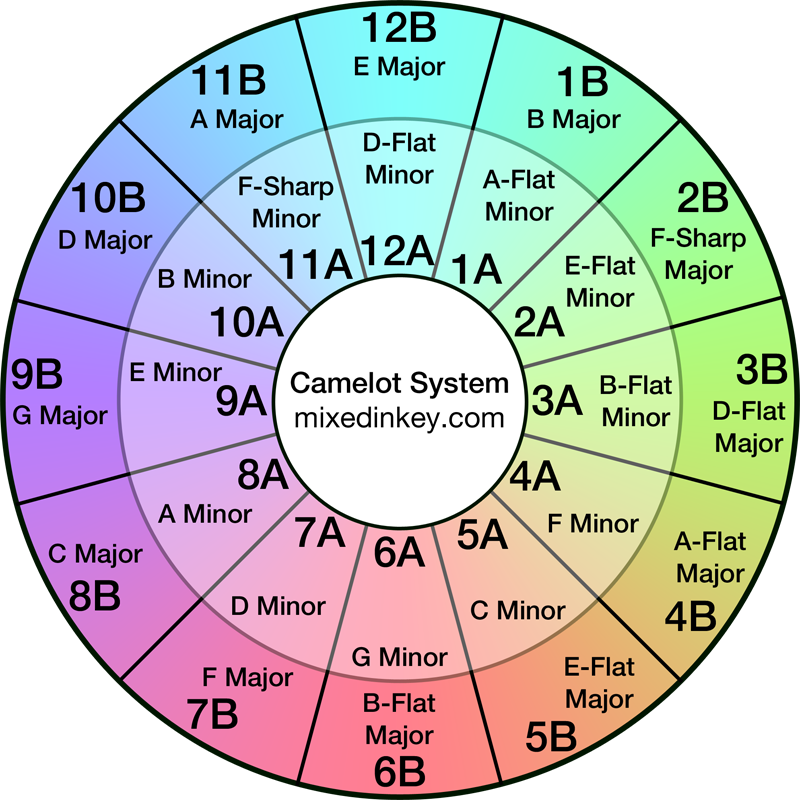 12B
E Major
1B
B Major
2B
F-Sharp
Major
3B
D-Flat
Major
A-Flat
Major
4B
E-Flat
Major
5B
B-Flat
Major
6B
F Major
7B
C Major
8B
9B
G Major
10B
D Major
11B
A Major
D-Flat
Minor
12A
A-Flat
Minor
1A
E-Flat
Minor
2A
3A
B-Flat
Minor
4A
F Minor
5A
C Minor
6A
G Minor
7A
D Minor
8A
A Minor
E Minor
9A
B Minor
10A
F-Sharp
Minor
11A
Camelot System
mixedinkey.com